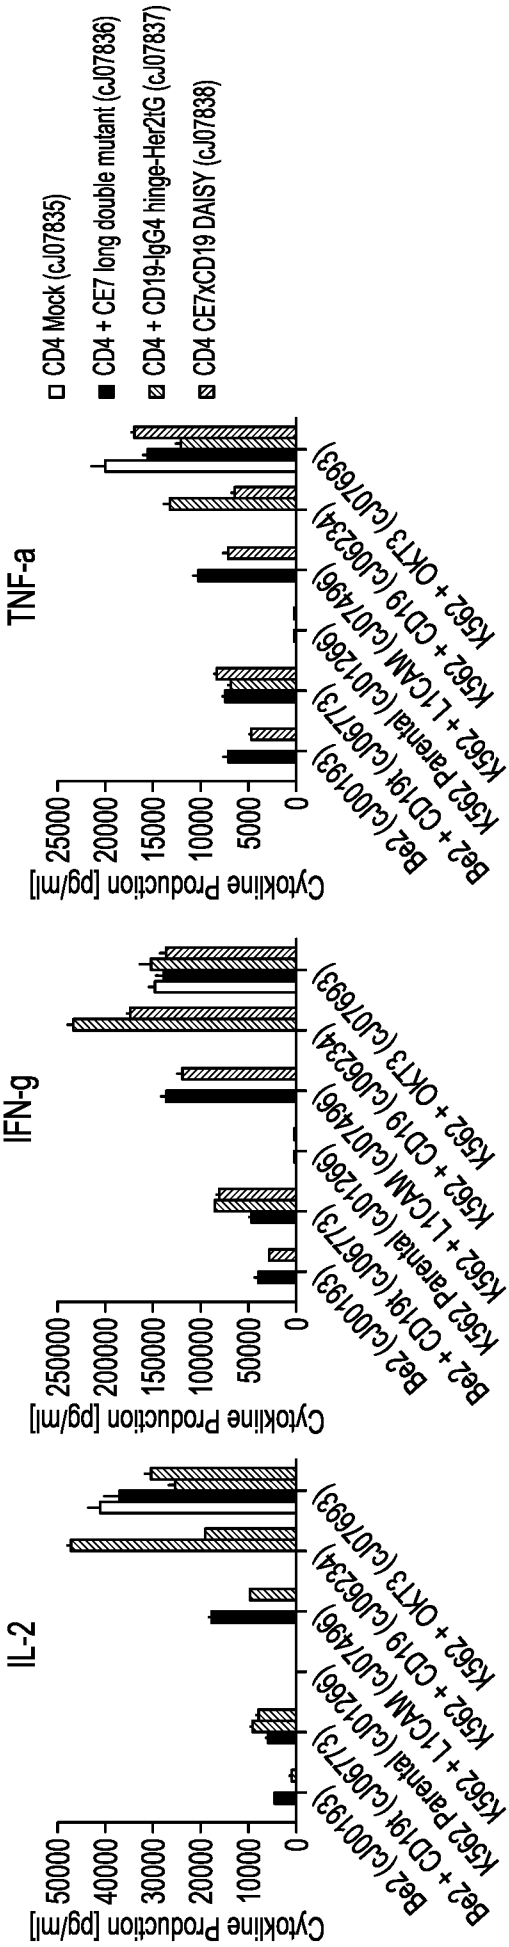 IL-2
Cytokline Production [pg/ml]
50000
40000
30000
20000
10000
0
Be2 (cJ00193)
Be2 + CD19t (cJ06773)
K562 Parental (cJ01266)
K562 + L1CAM (cJ07496)
K562 + CD19 (cJ06234)
K562 + OKT3 (cJ07693)
IFN-g
Cytokline Production [pg/ml]
250000
200000
150000
100000
50000
0
Be2 (cJ00193)
Be2 + CD19t (cJ06773)
K562 Parental (cJ01266)
K562 + L1CAM (cJ07496)
K562 + CD19 (cJ06234)
K562 + OKT3 (cJ07693)
TNF-a
Cytokline Production [pg/ml]
25000
20000
15000
10000
5000
0
Be2 (cJ00193)
Be2 + CD19t (cJ06773)
K562 Parental (cJ01266)
K562 + L1CAM (cJ07496)
K562 + CD19 (cJ06234)
K562 + OKT3 (cJ07693)
CD4 Mock (cJ07835)
CD4 + CE7 long double mutant (cJ07836)
CD4 + CD19-IgG4 hinge-Her2tG (cJ07837)
CD4 CE7xCD19 DAISY (cJ07838)